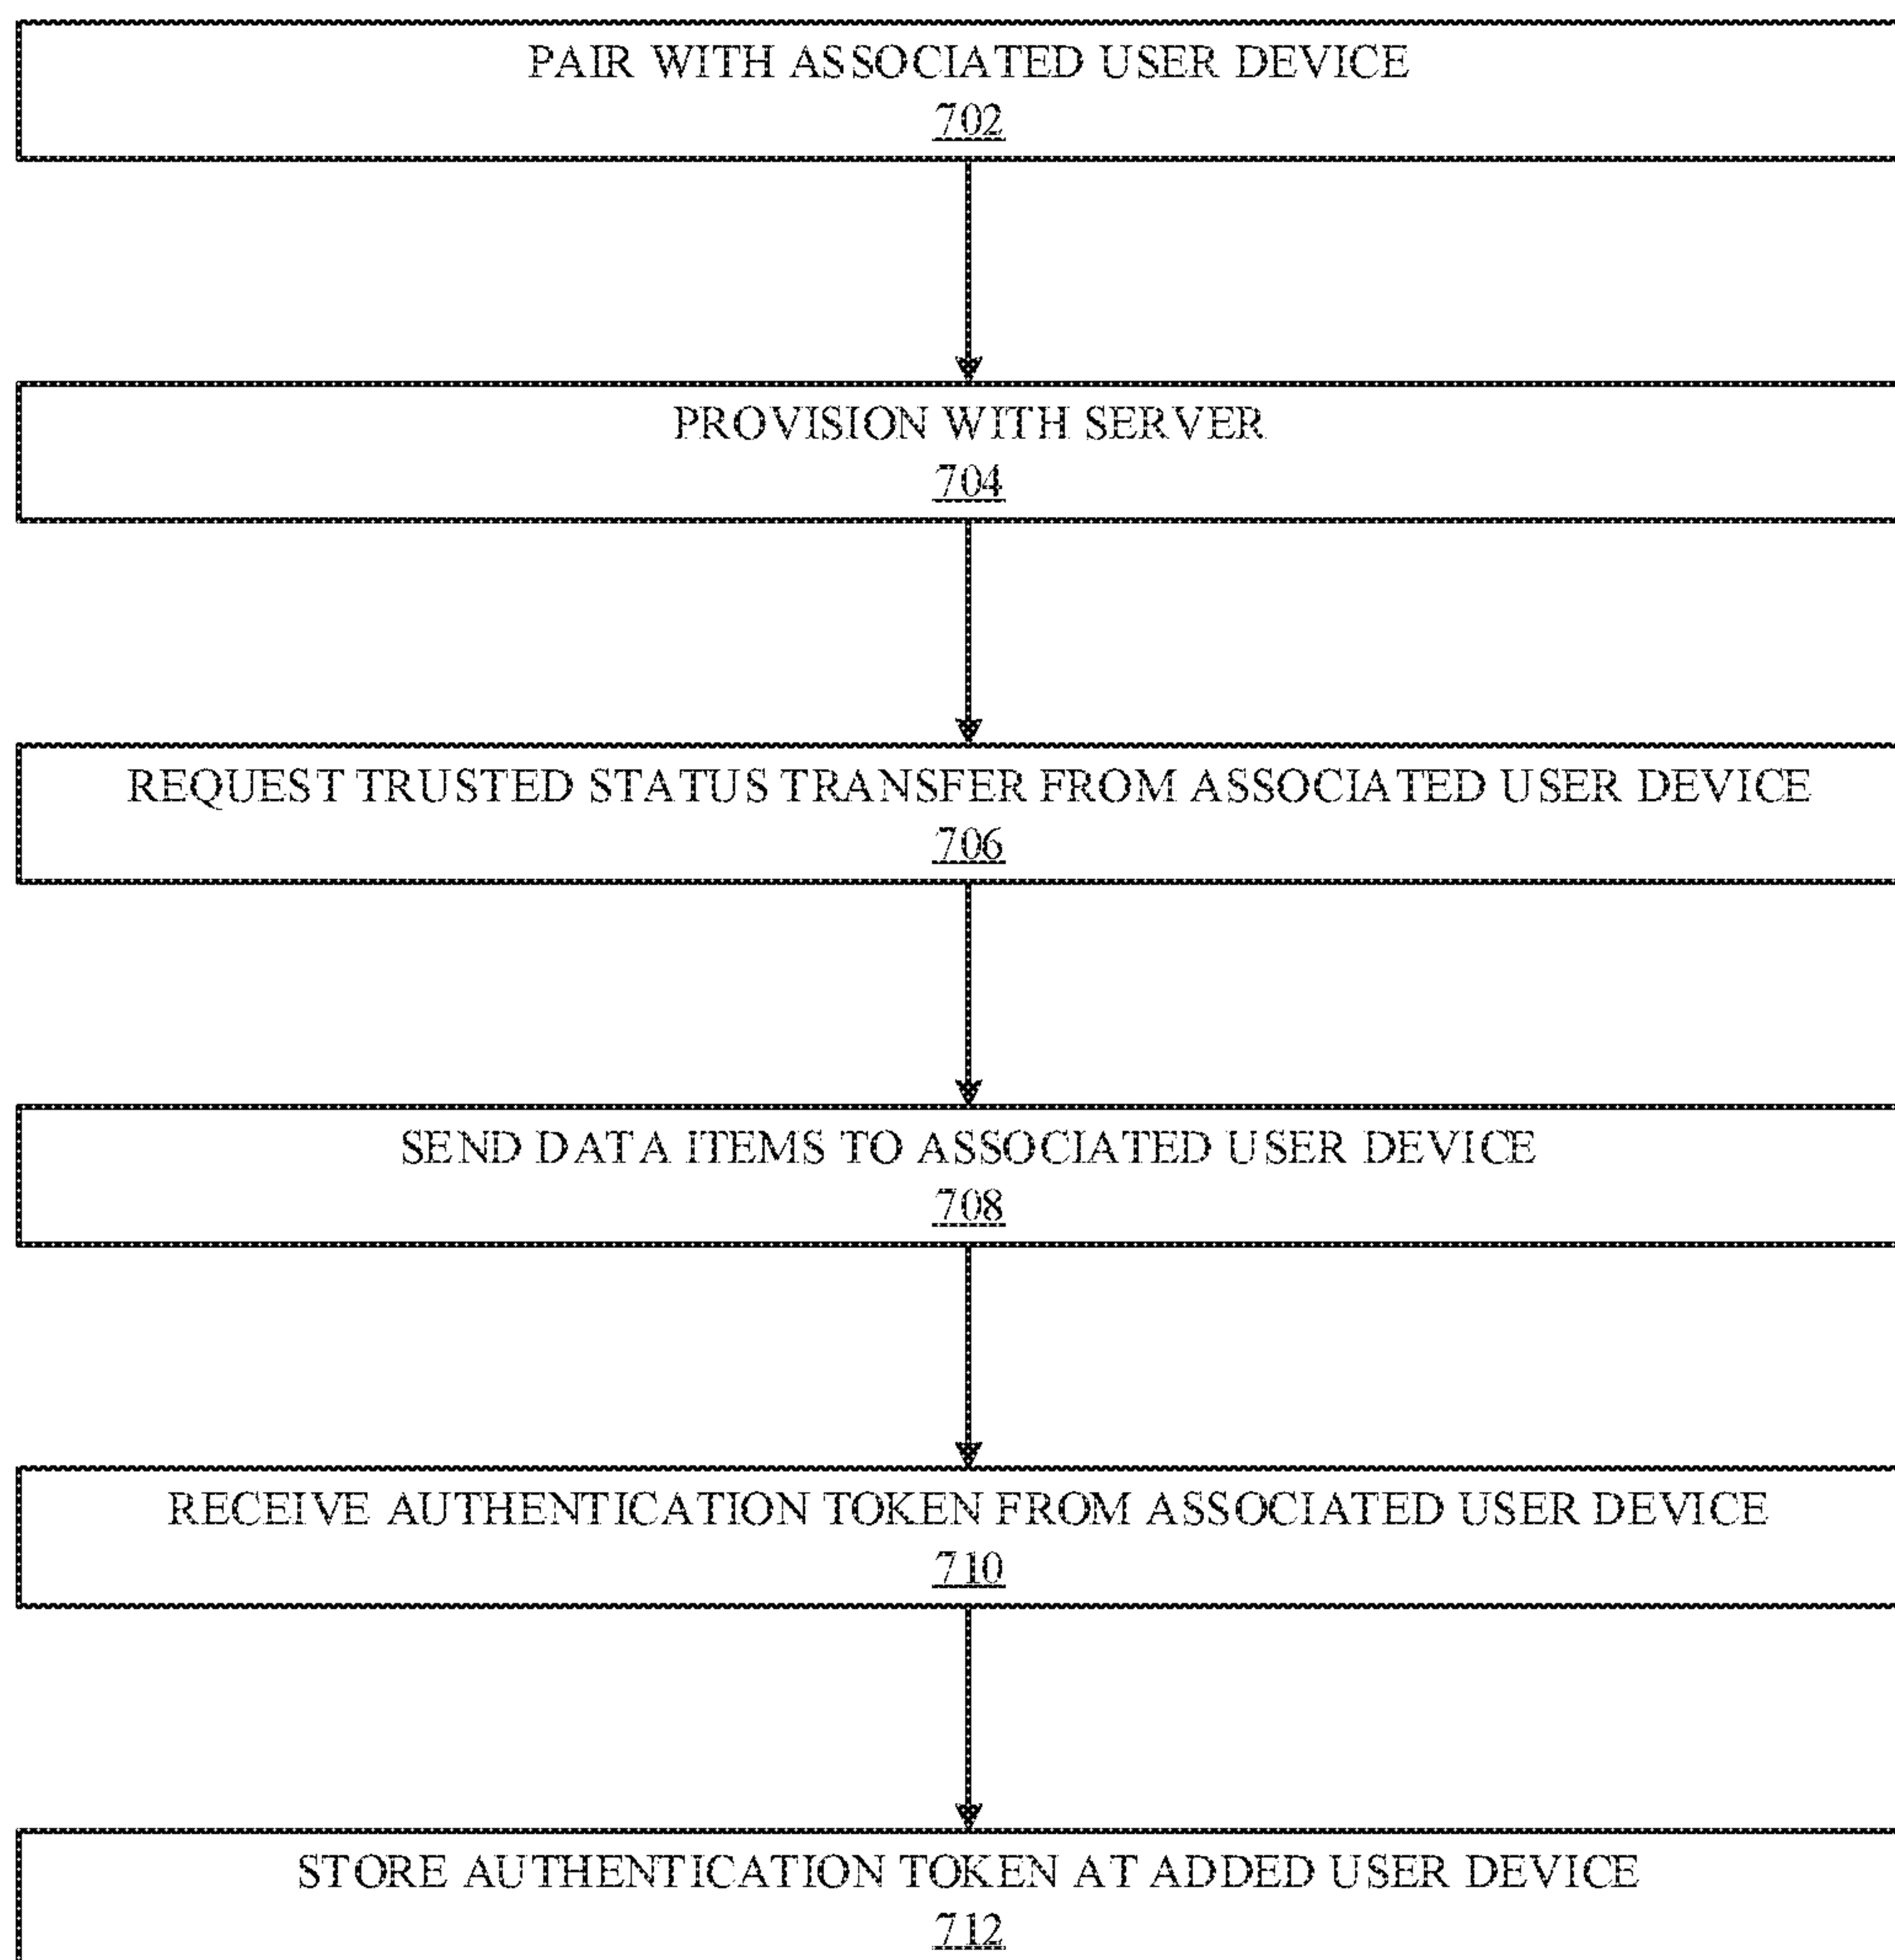 PAIR WITH ASSOCIATED USER DEVICE
702
PROVISION WITH SERVER
704
REQUEST TRUSTED STATUS TRANSFER FROM ASSOCIATED USER DEVICE
706
SEND DATA ITEMS TO ASSOCIATED USER DEVICE
708
RECEIVE AUTHENTICATION TOKEN FROM ASSOCIATED USER DEVICE
710
STORE AUTHENTICATION TOKEN AT ADDED USER DEVICE
712